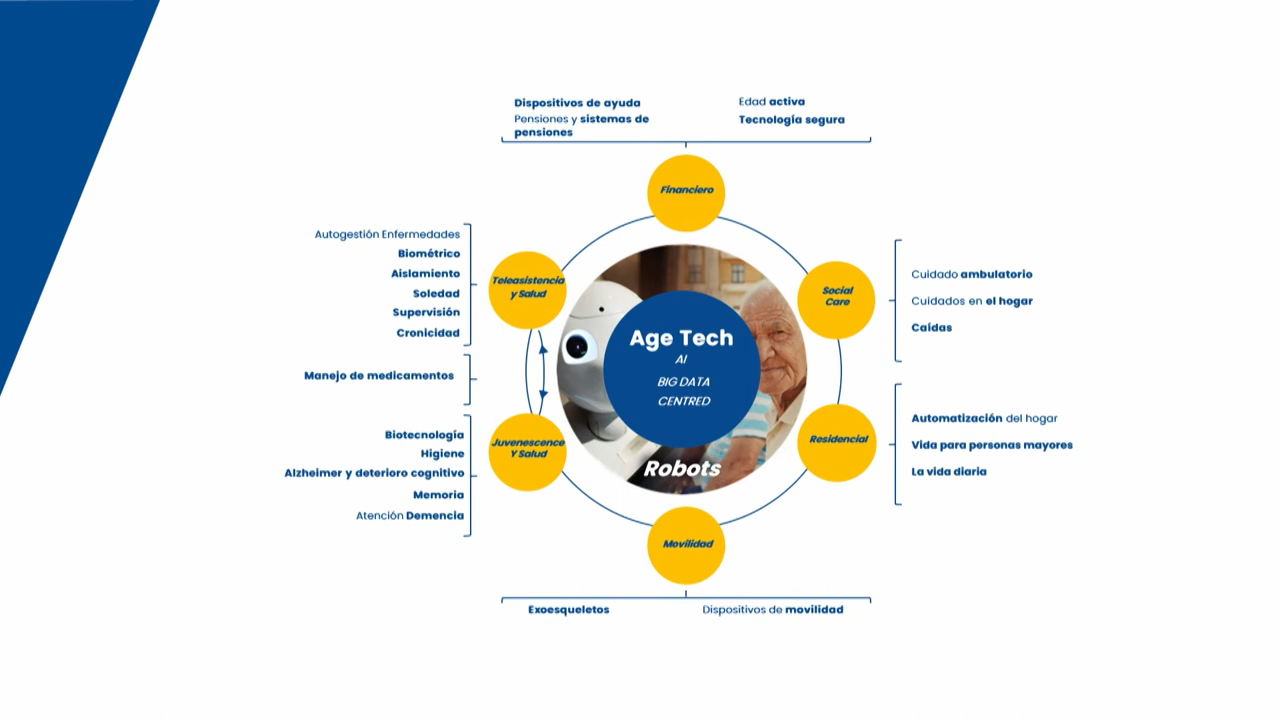 Dispositivos de ayuda
Pensiones y sistemas de
pensiones
Edad activa
Tecnología segura
Financiero
Autogestión Enfermedades
Biométrico
Aislamiento
Soledad
Supervisión
Cronicidad
Teleasistencia
y Salud
Social
Care
Cuidado ambulatorio
Cuidados en el hogar
Caídas
Age Tech
AI
BIG DATA
CENTRED
Robots
Manejo de medicamentos
Biotecnología
Higiene
Alzheimer y deterioro cognitivo
Memoria
Atención Demencia
Juvenescence
Y Salud
Residencial
Automatización del hogar
Vida para personas mayores
La vida diaria
Movilidad
Exoesqueletos
Dispositivos de movilidad